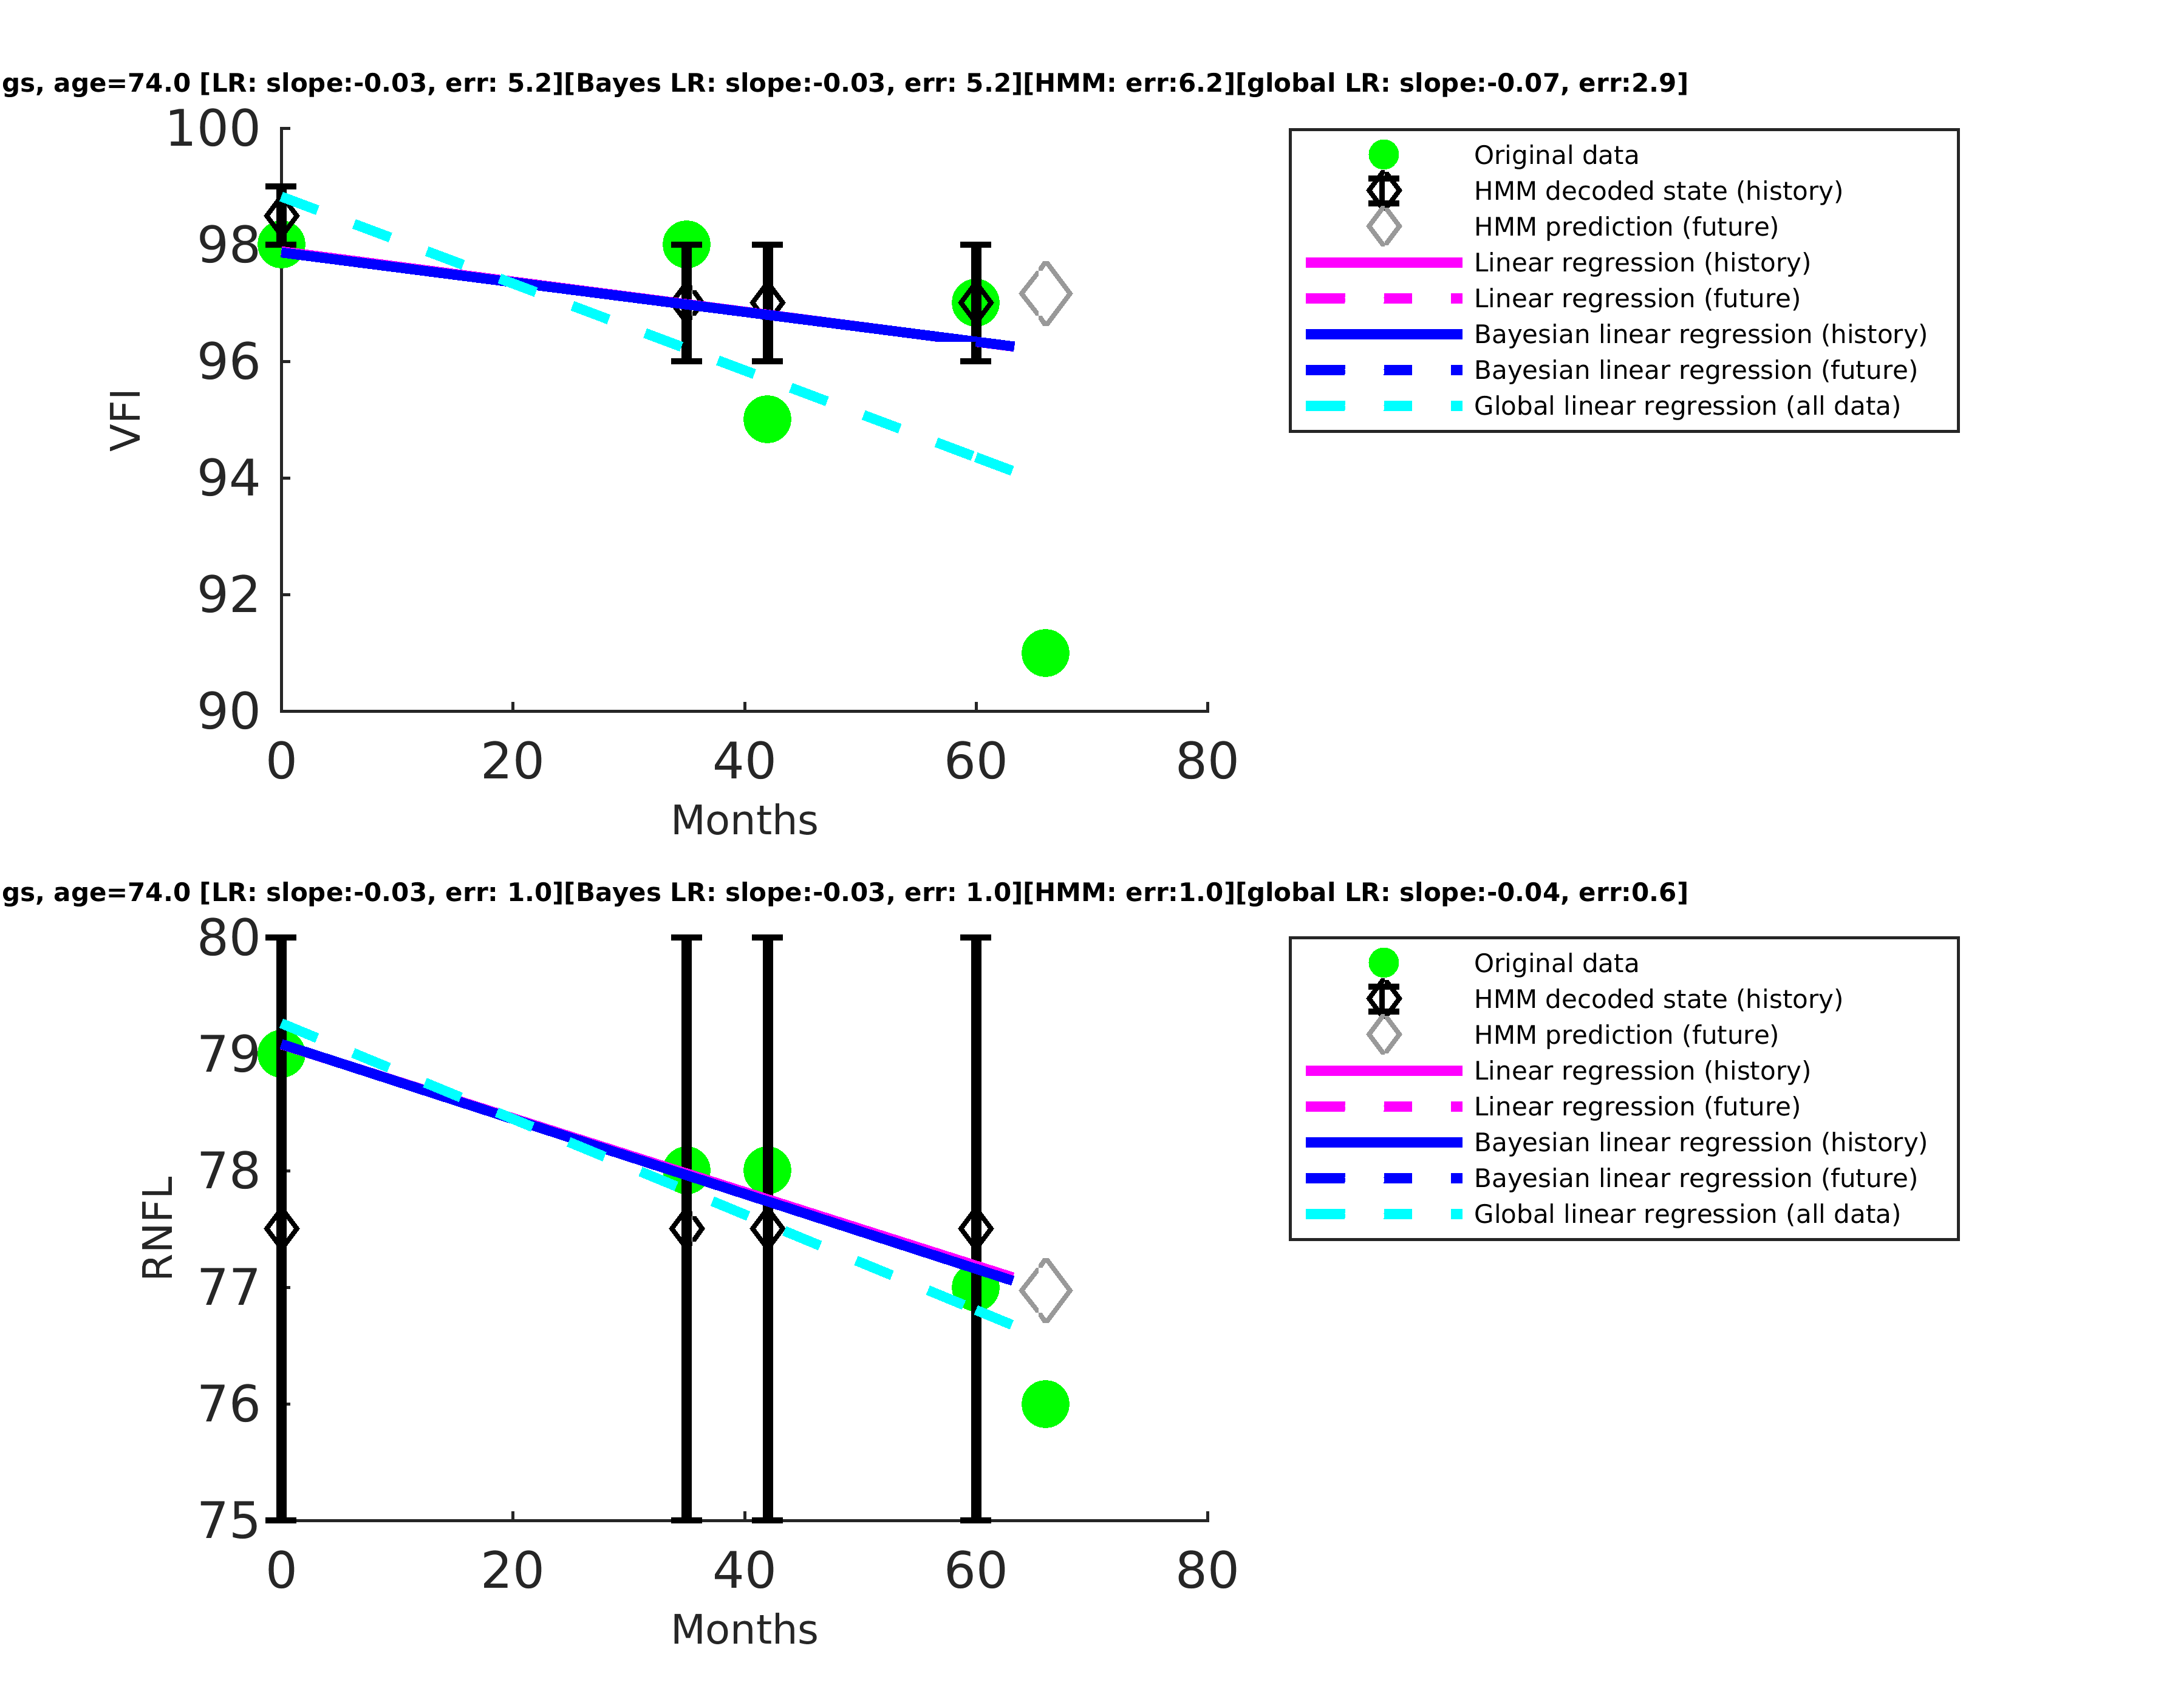 gs, age=74.0 [LR: slope:-0.03, err: 5.2][Bayes LR: slope:-0.03, err: 5.2][HMM: err:6.2][global LR: slope:-0.07, err:2.9]
100
98
96
94
92
90
VFI
0 20 40 60 80
Months
Original data
HMM decoded state (history)
HMM prediction (future)
Linear regression (history)
Linear regression (future)
Bayesian linear regression (history)
Bayesian linear regression (future)
Global linear regression (all data)
gs, age=74.0 [LR: slope:-0.03, err: 1.0][Bayes LR: slope:-0.03, err: 1.0][HMM: err:1.0][global LR: slope:-0.04, err:0.6]
80
79
78
77
76
75
RNFL
0 20 40 60 80
Months
Original data
HMM decoded state (history)
HMM prediction (future)
Linear regression (history)
Linear regression (future)
Bayesian linear regression (history)
Bayesian linear regression (future)
Global linear regression (all data)